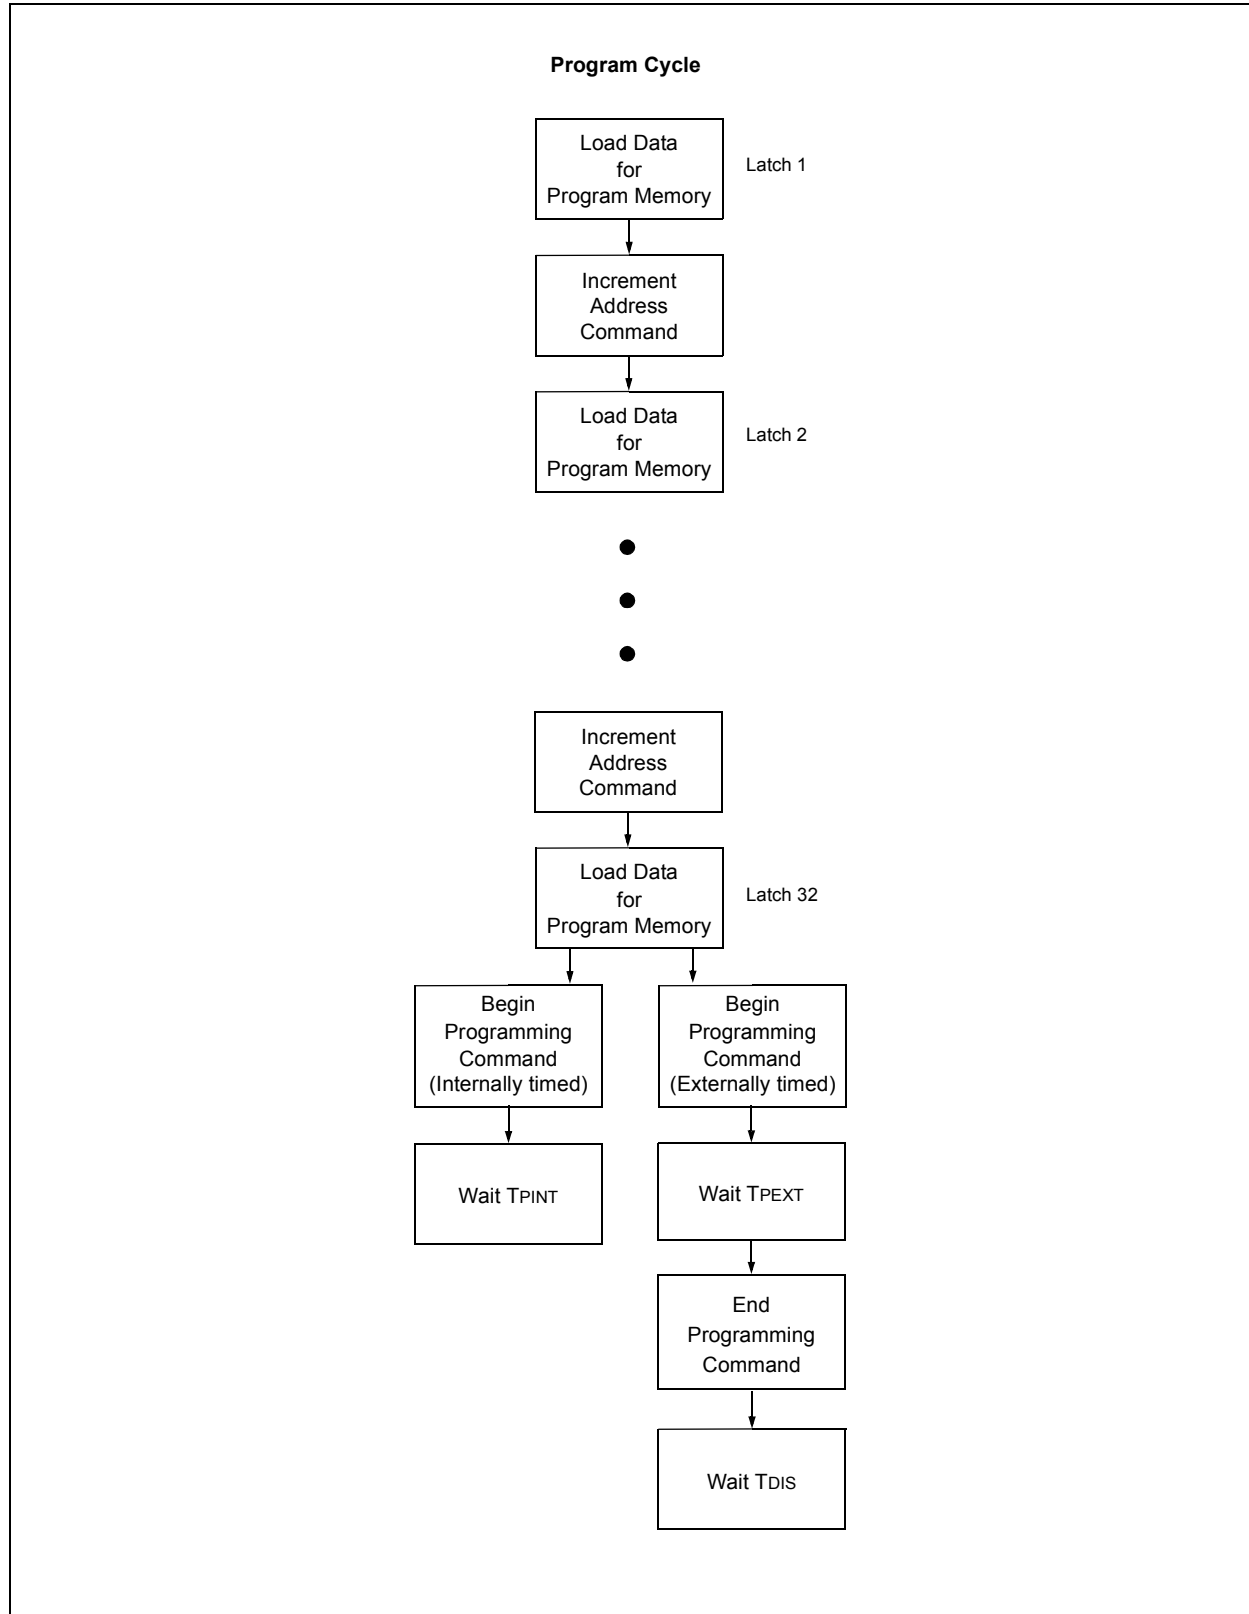 Program Cycle
Load Data
for
Program Memory
Latch 1
Increment
Address
Command
Load Data
for
Program Memory
Latch 2
Increment
Address
Command
Load Data
for
Program Memory
Latch 32
Begin
Programming
Command
(Internally timed)
Begin
Programming
Command
(Externally timed)
Wait TPINT
Wait TPEXT
End
Programming
Command
Wait TDIS